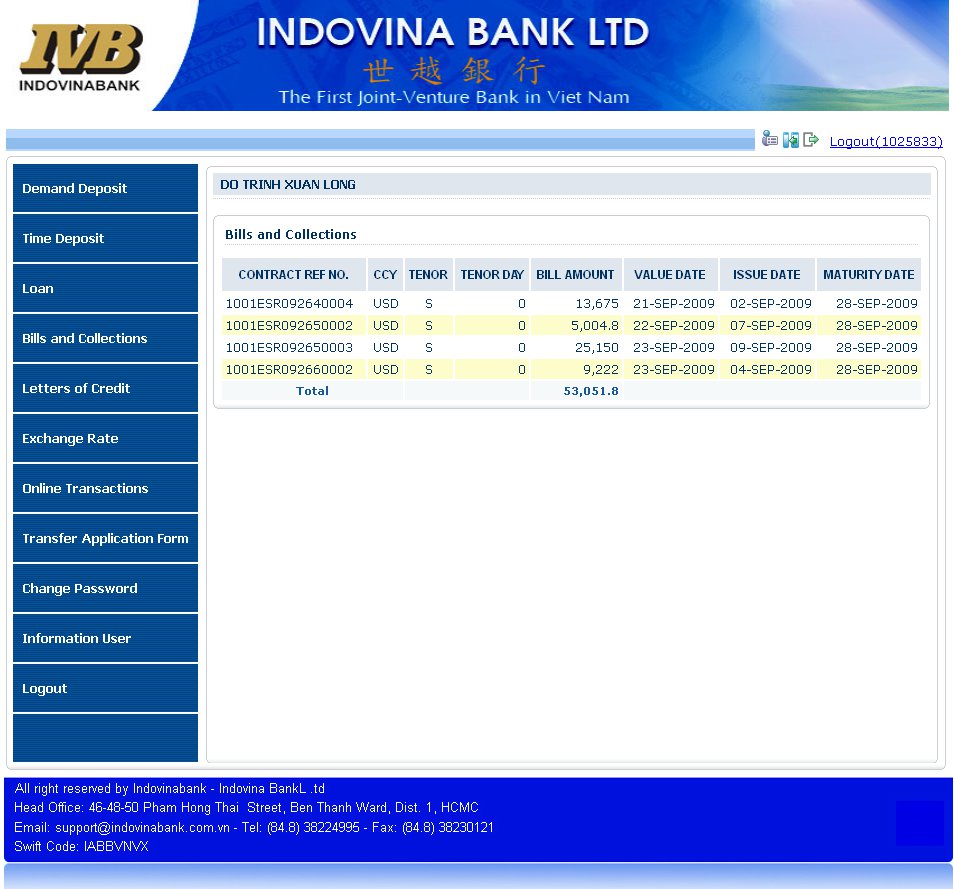 IVB
INDOVINABANK
INDOVINA BANK LTD
世越銀行
The First Joint-Venture Bank in Viet Nam
Logout(1025833)
Demand Deposit
Time Deposit
Loan
Bills and Collections
Letters of Credit
Exchange Rate
Online Transactions
Transfer Application Form
Change Password
Information User
Logout
DO TRINH XUAN LONG
Bills and Collections
CONTRACT REF NO. CCY TENOR TENOR DAY BILL AMOUNT VALUE DATE ISSUE DATE MATURITY DATE
1001ESR092640004 USD S 0 13,675 21-SEP-2009 02-SEP-2009 28-SEP-2009
1001ESR092650002 USD S 0 5,004.8 22-SEP-2009 07-SEP-2009 28-SEP-2009
1001ESR092650003 USD S 0 25,150 23-SEP-2009 09-SEP-2009 28-SEP-2009
1001ESR092660002 USD S 0 9,222 23-SEP-2009 04-SEP-2009 28-SEP-2009
Total 53,051.8
All right reserved by Indovinabank - Indovina BankL .td
Head Office: 46-48-50 Pham Hong Thai Street, Ben Thanh Ward, Dist. 1, HCMC
Email: support@indovinabank.com.vn - Tel: (84.8) 38224995 - Fax: (84.8) 38230121
Swift Code: IABBVNVX